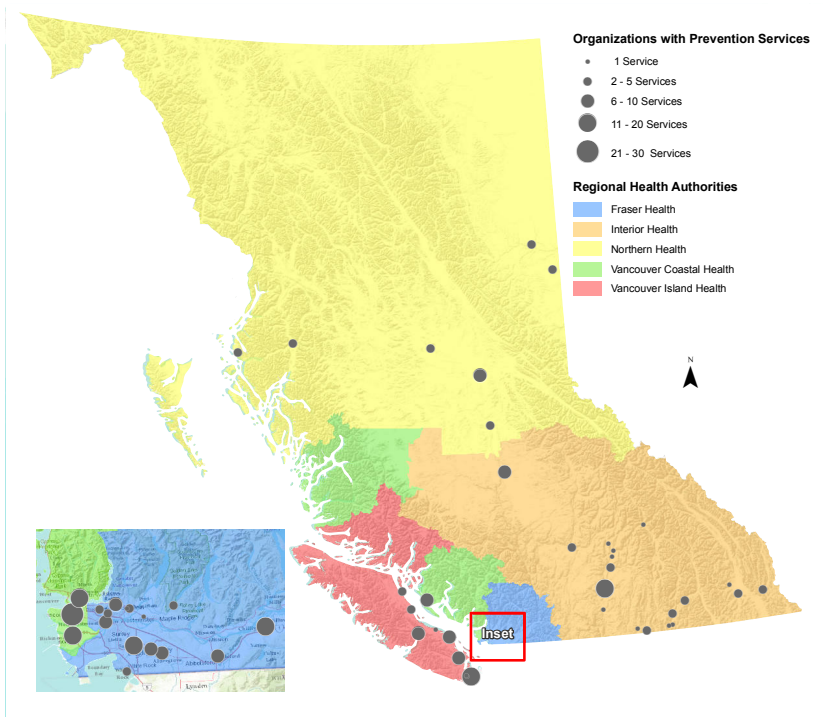 Organizations with Prevention Services
1 Service
2 - 5 Services
6 - 10 Services
11 - 20 Services
21 - 30 Services
Regional Health Authorities
Fraser Health
Interior Health
Northern Health
Vancouver Coastal Health
Vancouver Island Health
N
Inset
Maple Ridge
Surrey